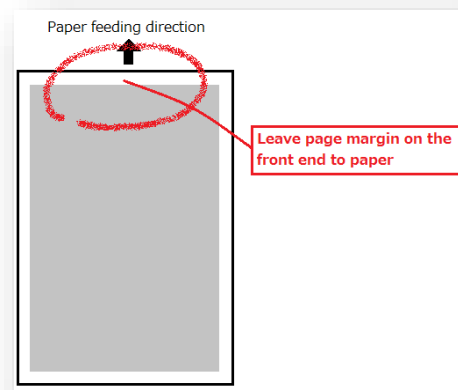 Paper feeding direction
Leave page margin on the
front end to paper